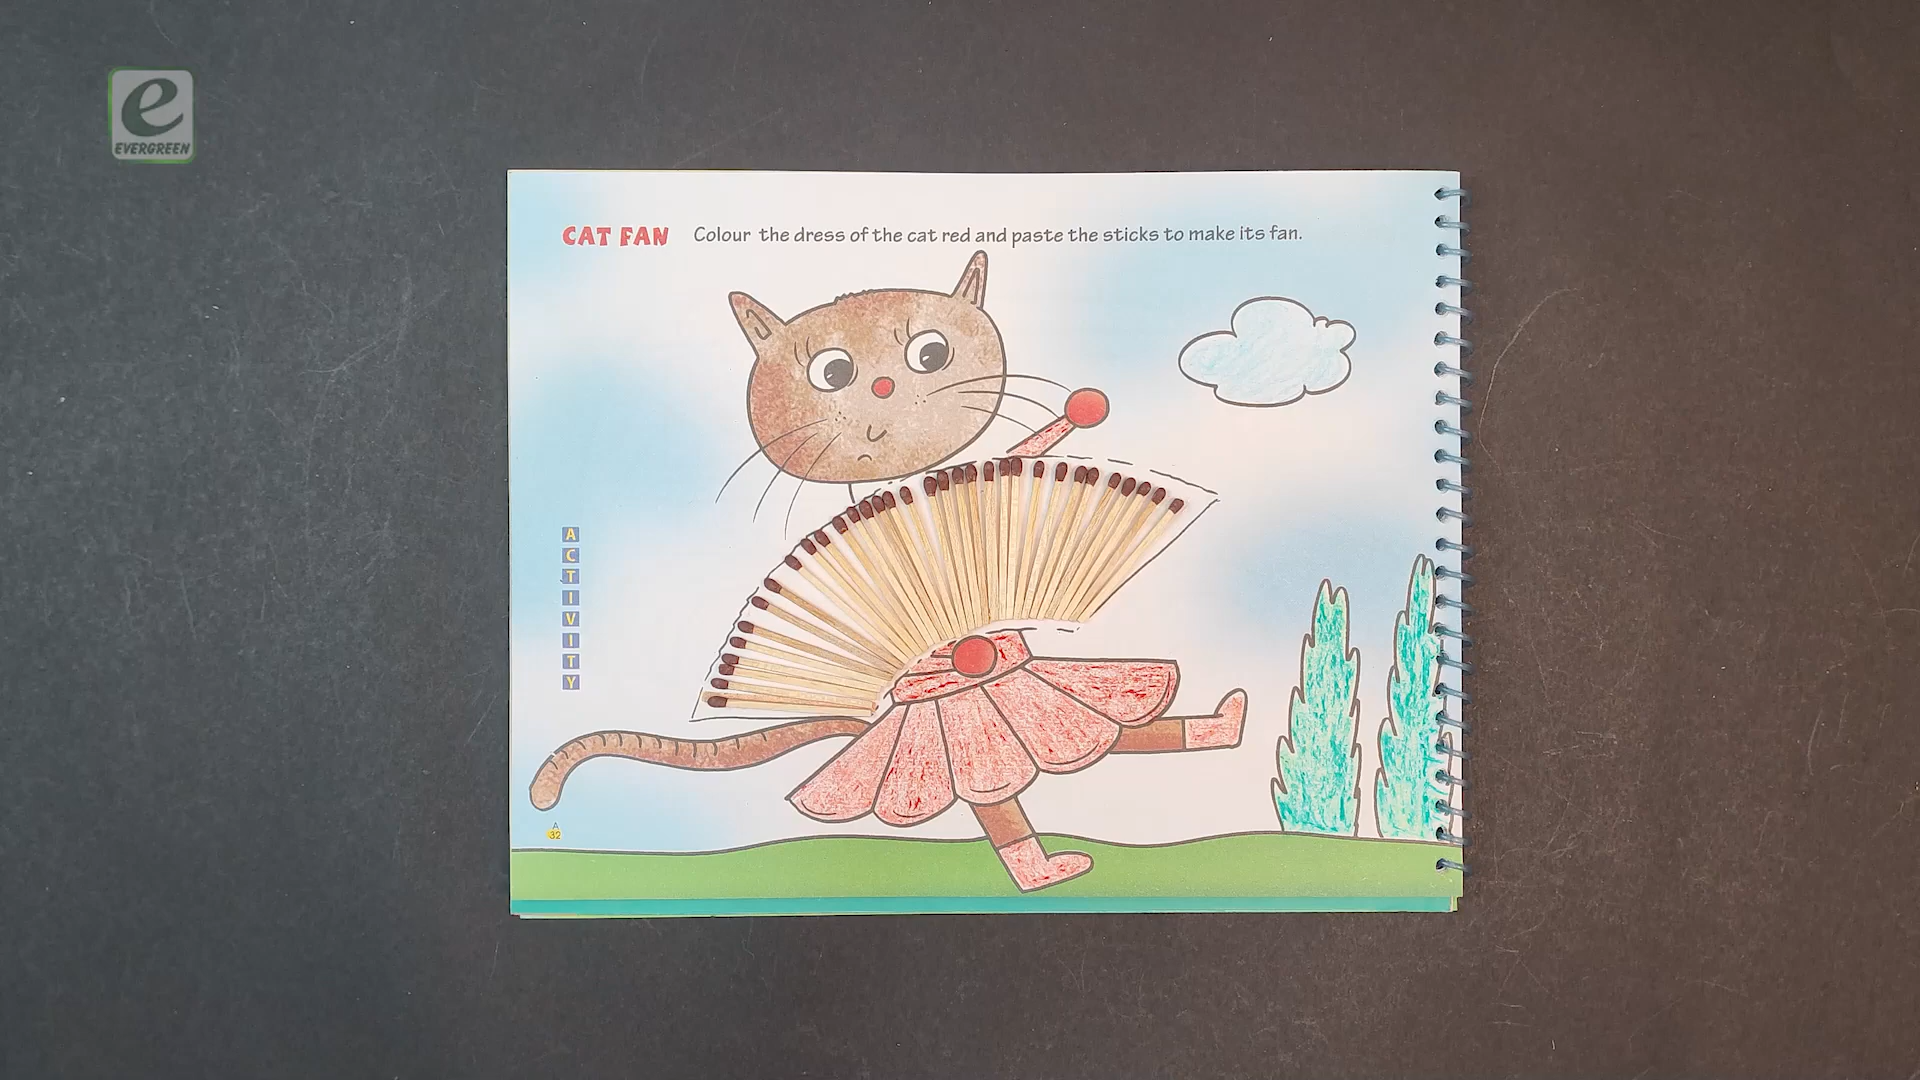 e
EVERGREEN
CAT FAN Colour the dress of the cat red and paste the sticks to make its fan.
ACTIVITY
A
32